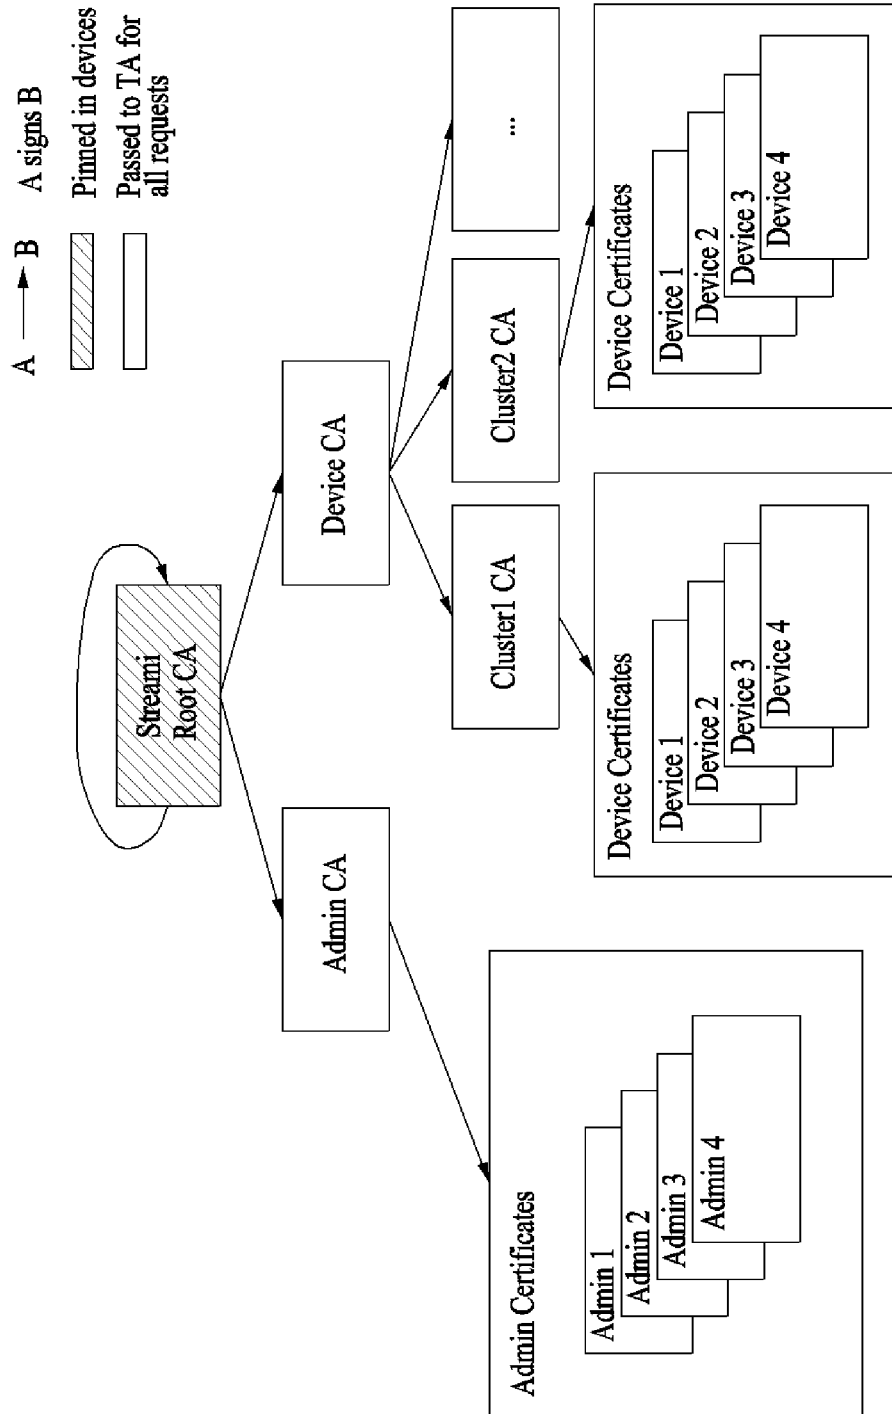 A B A signs B
Pinned in devices
Passed to TA for
all requests
Streami
Root CA
Admin CA
Device CA
Cluster1 CA
Cluster2 CA
...
Admin Certificates
Admin 1
Admin 2
Admin 3
Admin 4
Device Certificates
Device 1
Device 2
Device 3
Device 4
Device Certificates
Device 1
Device 2
Device 3
Device 4